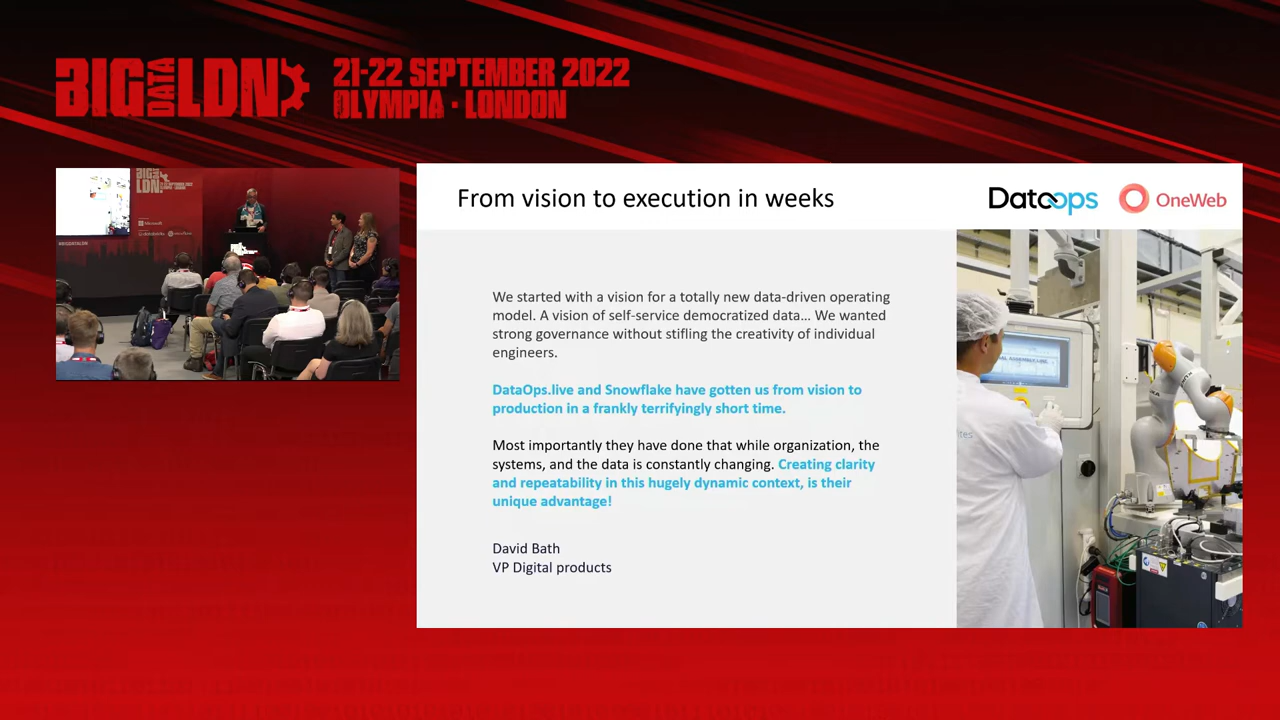 BIG DATA LDN
21-22 SEPTEMBER 2022
OLYMPIA · LONDON
BIG
LDN
From vision to execution in weeks
Dataops
OneWeb
We started with a vision for a totally new data-driven operating
model. A vision of self-service democratized data... We wanted
strong governance without stifling the creativity of individual
engineers.
DataOps.live and Snowflake have gotten us from vision to
production in a frankly terrifyingly short time.
Most importantly they have done that while organization, the
systems, and the data is constantly changing. Creating clarity
and repeatability in this hugely dynamic context, is their
unique advantage!
David Bath
VP Digital products